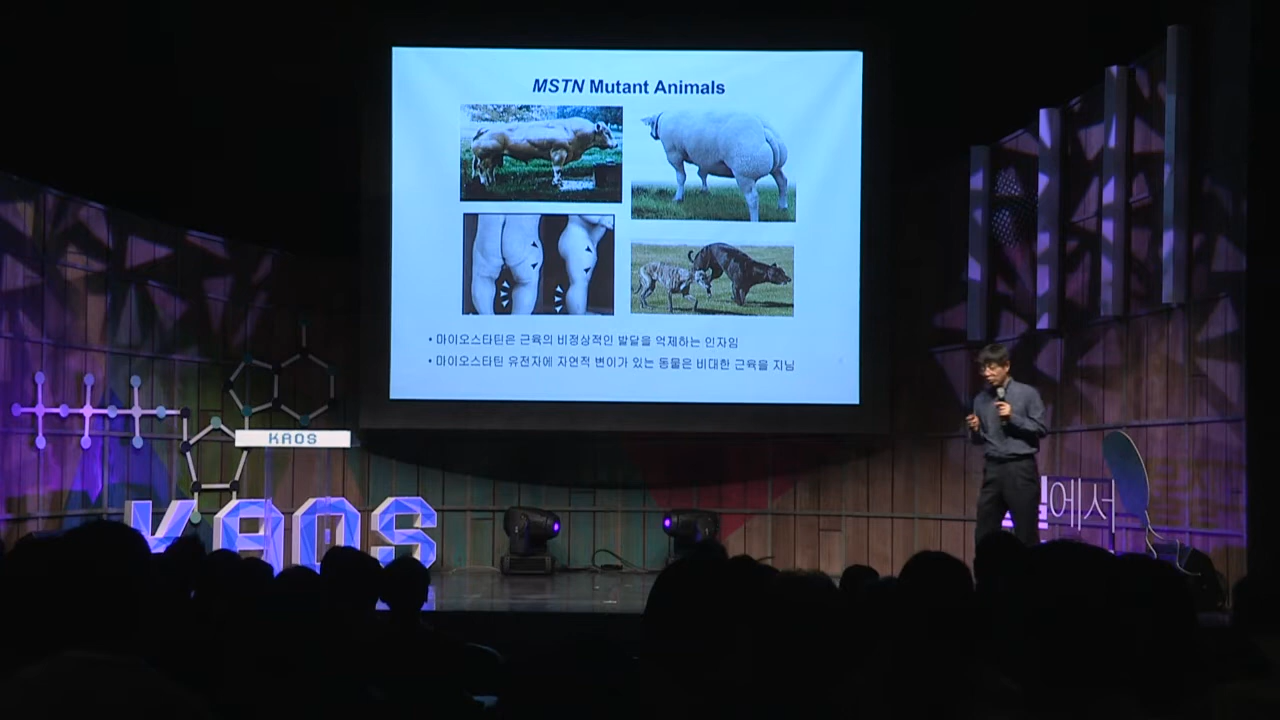 MSTN Mutant Animals
• 마이오스타틴은 근육의 비정상적인 발달을 억제하는 인자임
• 마이오스타틴 유전자에 자연적 변이가 있는 동물은 비대한 근육을 지님
KAOS
KAOS
에서